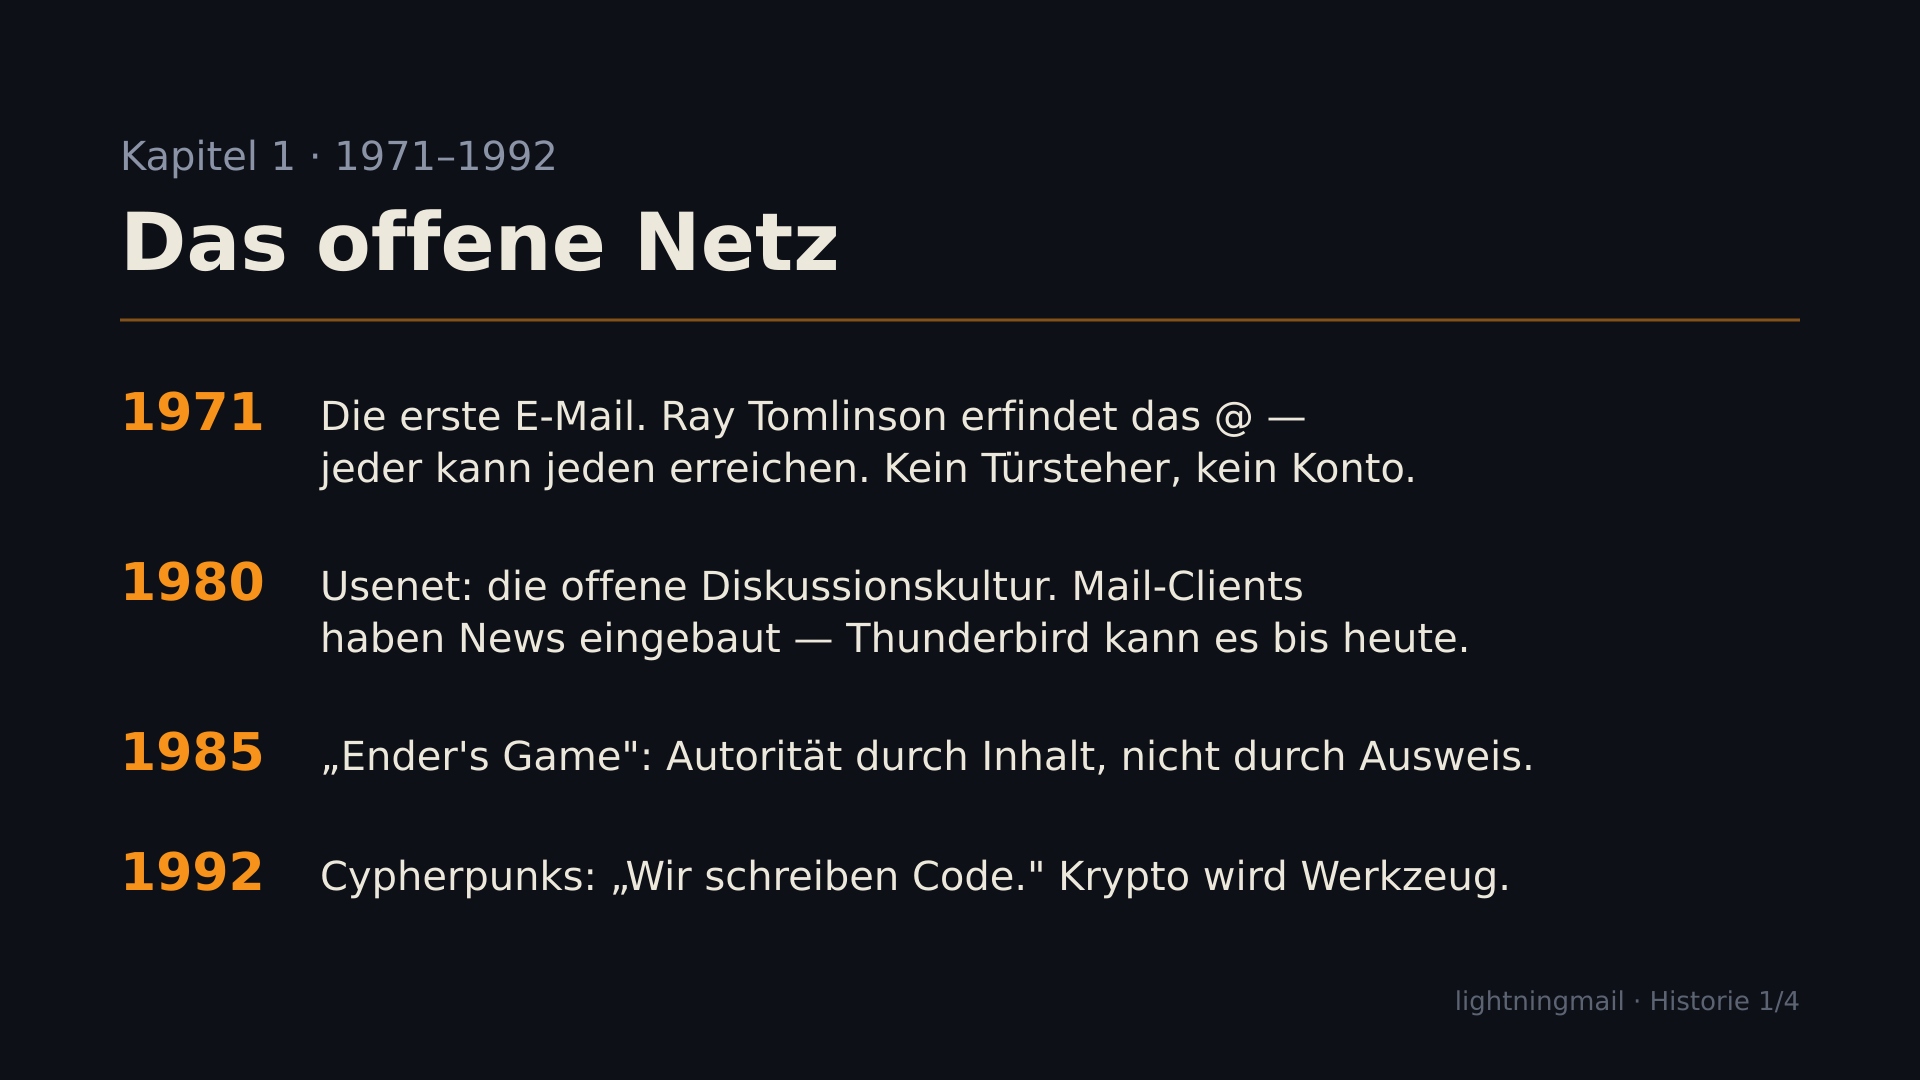 Kapitel 1 · 1971–1992
Das offene Netz
1971 Die erste E-Mail. Ray Tomlinson erfindet das @ —
jeder kann jeden erreichen. Kein Türsteher, kein Konto.
1980 Usenet: die offene Diskussionskultur. Mail-Clients
haben News eingebaut — Thunderbird kann es bis heute.
1985 „Ender's Game": Autorität durch Inhalt, nicht durch Ausweis.
1992 Cypherpunks: „Wir schreiben Code." Krypto wird Werkzeug.
lightningmail · Historie 1/4